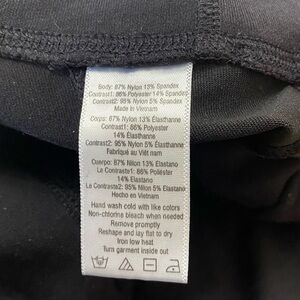 Body: 87% Nylon 13% Spandex
Contrast1: 86% Polyester 14% Spandex
Contrast2: 95% Nylon 5% Spandex
Made in Vietnam
Corps: 87% Nylon 13% Élasthanne
Contrast1: 86% Polyester
14% Élasthanne
Contrast2: 95% Nylon 5% Élasthanne
Fabriqué au Viêt nam
Cuerpo: 87% Nilon 13% Elastano
Le Contraste1: 86% Poliéster
14% Elastano
Le Contraste2: 95% Nilon 5% Elastano
Hecho en Vietnam
Hand wash cold with like colors
Non-chlorine bleach when needed
Remove promptly
Reshape and lay flat to dry
Iron low heat
Turn garment inside out